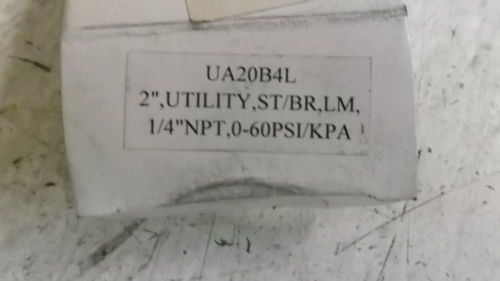 UA20B4L
2",UTILITY,ST/BR,LM,
1/4"NPT,0-60PSI/KPA